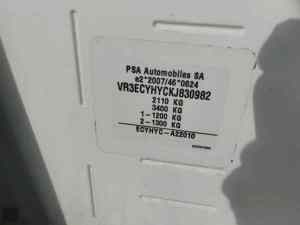 PSA Automobiles SA
e2*2007/46*0624
VR3ECYHYCKJ830982
2110 KG
3400 KG
1-1200 KG
2-1300 KG
ECYHYC-A22010